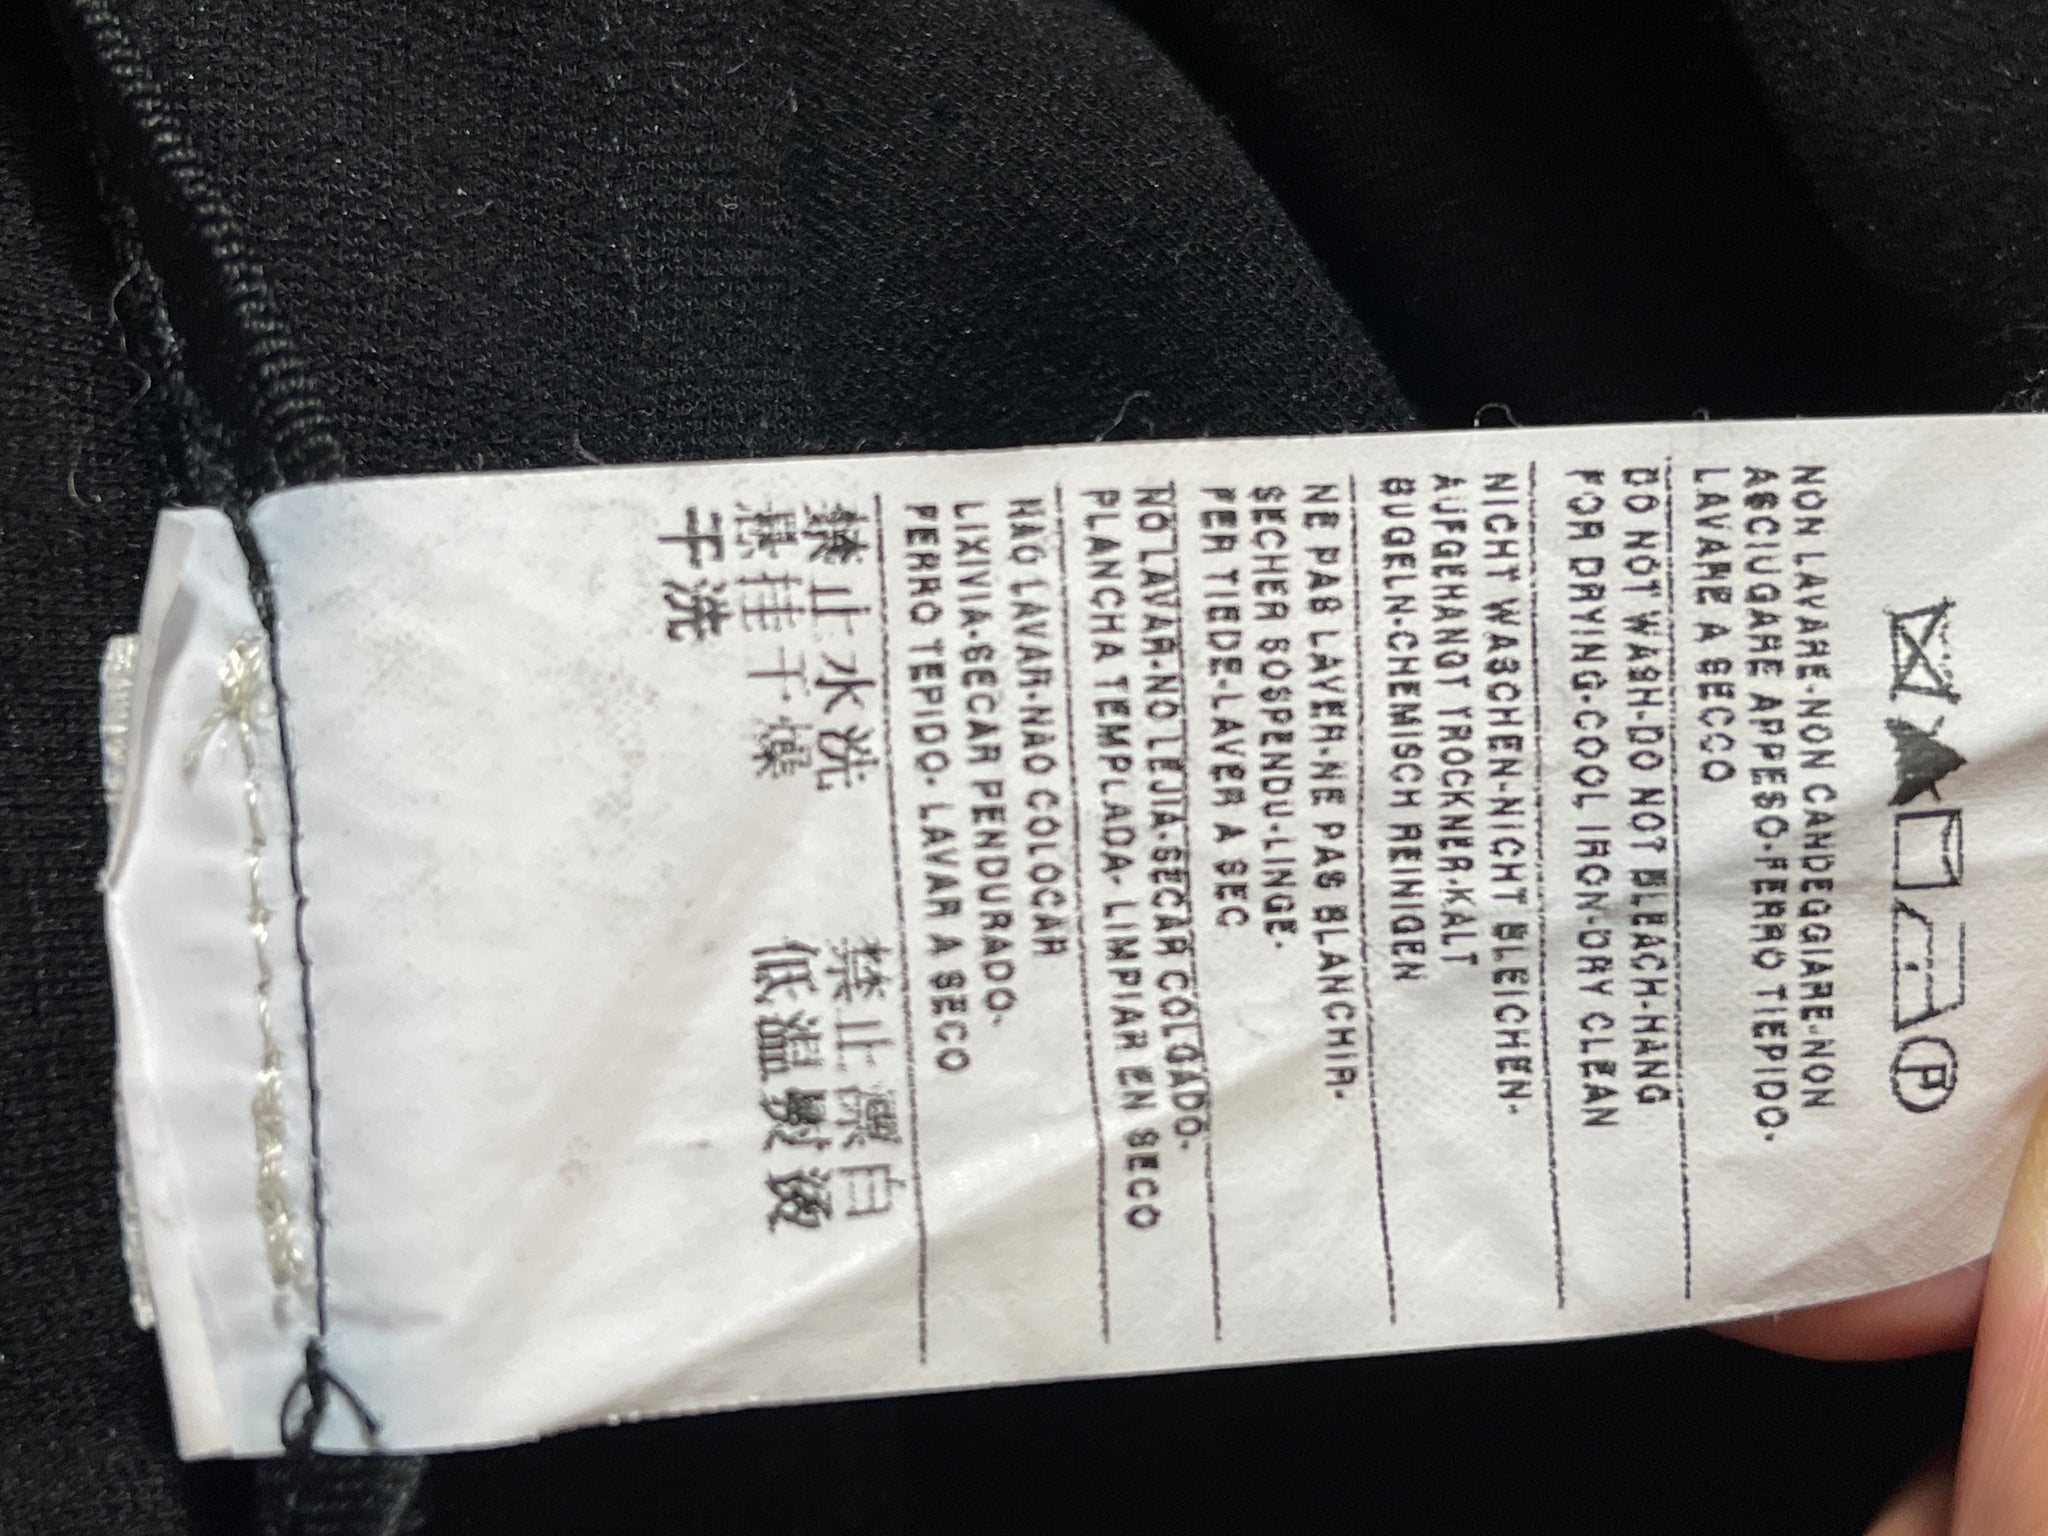 P
NON LAVARE-NON CANDEGGIARE-NON
ASCIUGARE APPESO-FERRO TIEPIDO-
LAVARE A SECCO
DO NOT WASH-DO NOT BLEACH-HANG
FOR DRYING-COOL IRON-DRY CLEAN
NICHT WASCHEN-NICHT BLEICHEN-
AUFGEHANGT TROCKNER-KALT
BUGELN-CHEMISCH REINIGEN
NE PAS LAVER-NE PAS BLANCHIR-
SECHER SOSPENDU-LINGE-
FER TIEDE-LAVER A SEC
NO LAVAR-NO LEJIA-SECAR COLGADO-
PLANCHA TEMPLADA- LIMPIAR EN SECO
NAO LAVAR-NAO COLOCAR
LIXIVIA-SECAR PENDURADO-
FERRO TEPIDO- LAVAR A SECO
禁止水洗 禁止漂白
懸挂干燥 低溫熨燙
干洗